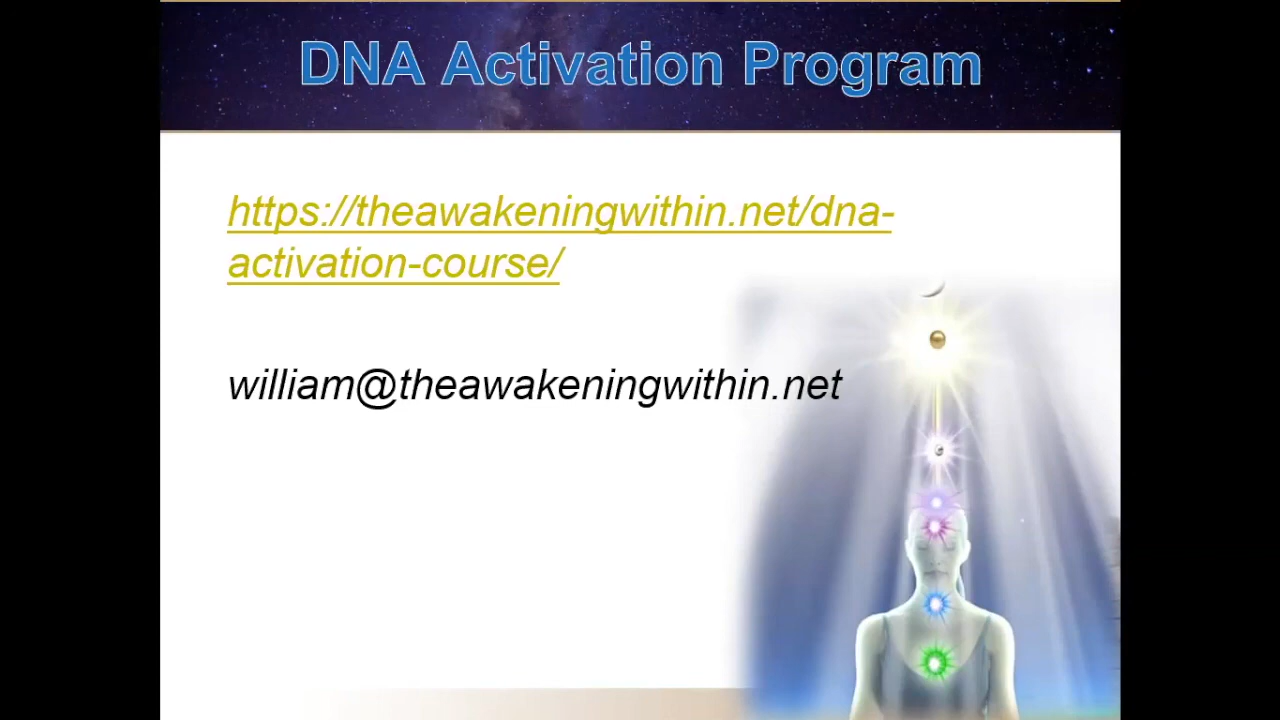 DNA Activation Program
https://theawakeningwithin.net/dna-
activation-course/
william@theawakeningwithin.net